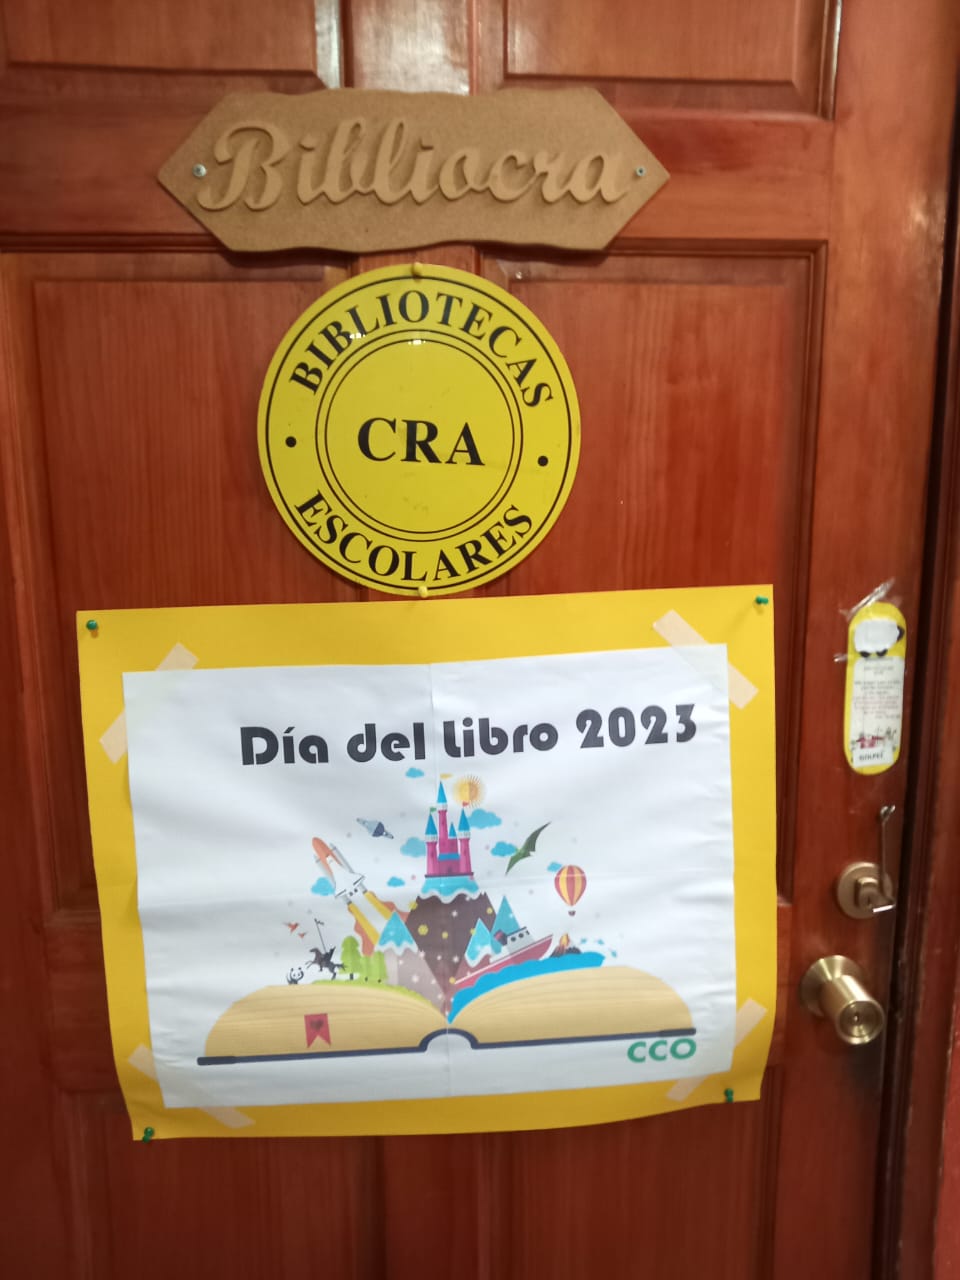 Bibliocra
BIBLIOTECAS
CRA
ESCOLARES
Día del Libro 2023
CCO